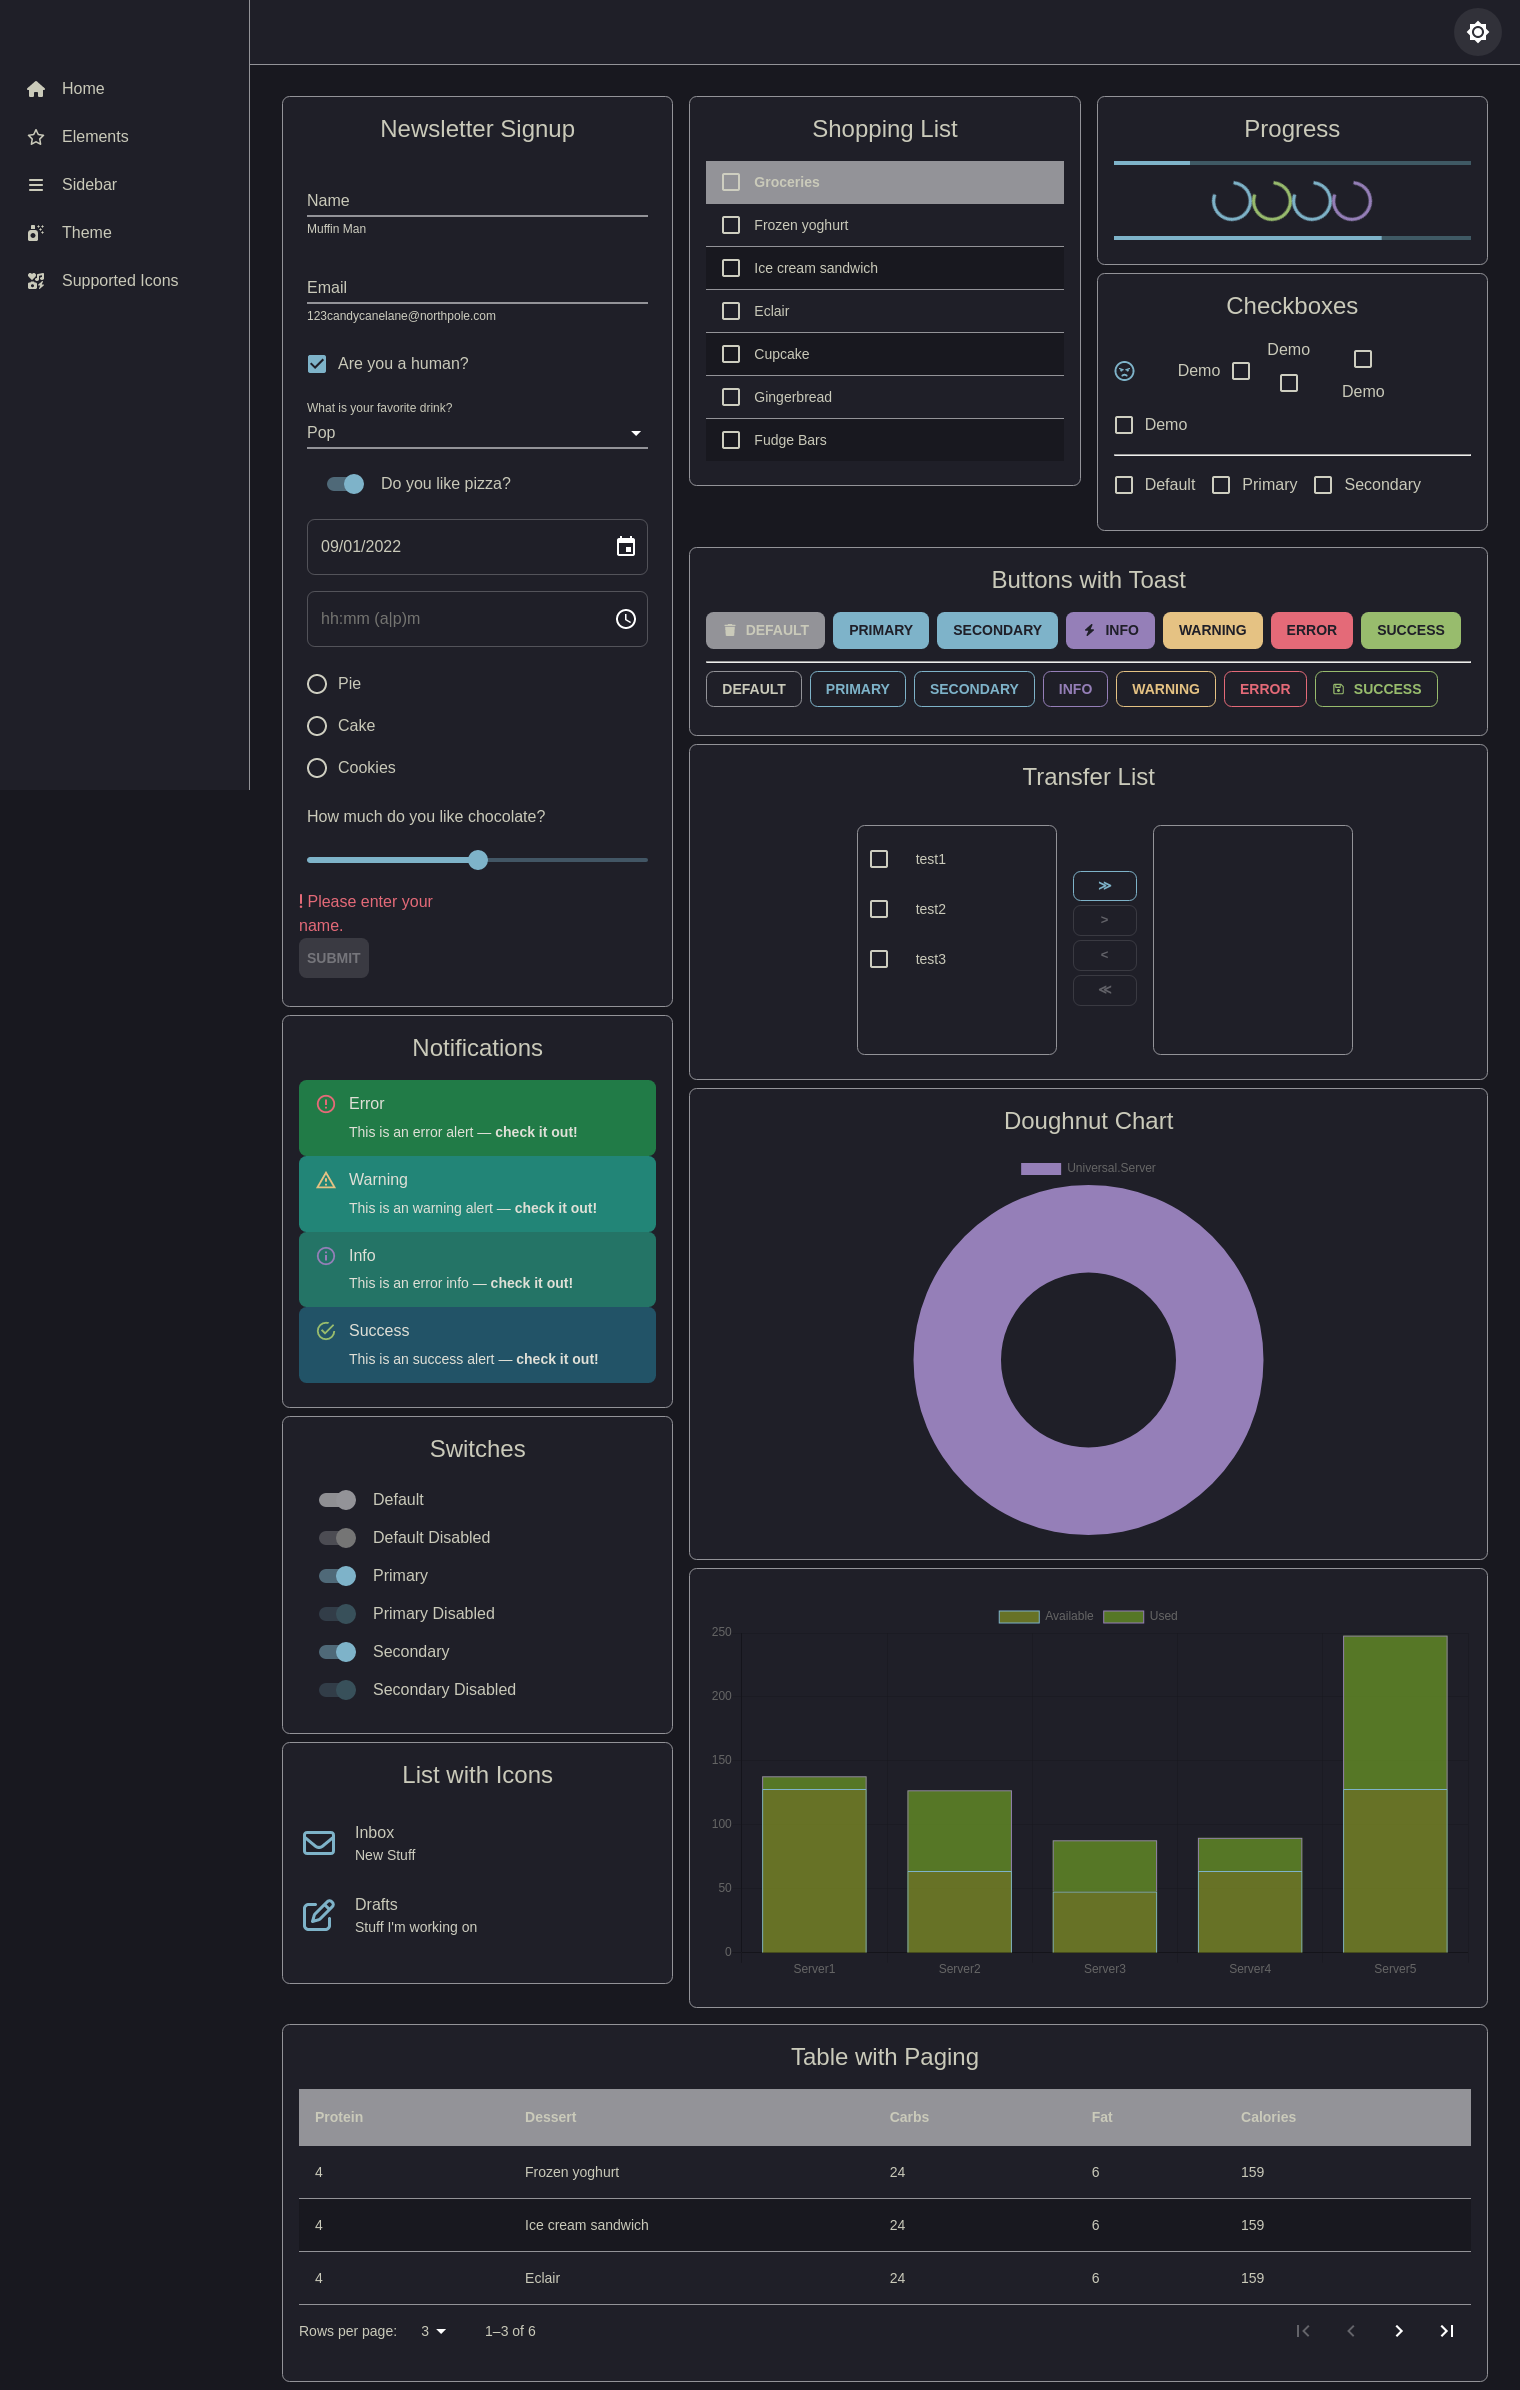 Home
Elements
Sidebar
Theme
Supported Icons
Newsletter Signup
Name
Muffin Man
Email
123candycanelane@northpole.com
Are you a human?
What is your favorite drink?
Pop
Do you like pizza?
09/01/2022
hh:mm (a|p)m
Pie
Cake
Cookies
How much do you like chocolate?
! Please enter your
name.
SUBMIT
Notifications
Error
This is an error alert — check it out!
Warning
This is an warning alert — check it out!
Info
This is an error info — check it out!
Success
This is an success alert — check it out!
Switches
Default
Default Disabled
Primary
Primary Disabled
Secondary
Secondary Disabled
List with Icons
Inbox
New Stuff
Drafts
Stuff I'm working on
Shopping List
Groceries
Frozen yoghurt
Ice cream sandwich
Eclair
Cupcake
Gingerbread
Fudge Bars
Progress
Checkboxes
Demo
Demo
Demo
Demo
Default Primary Secondary
Buttons with Toast
DEFAULT PRIMARY SECONDARY INFO WARNING ERROR SUCCESS
DEFAULT PRIMARY SECONDARY INFO WARNING ERROR SUCCESS
Transfer List
test1
test2
test3
≫
>
<
≪
Doughnut Chart
Universal.Server
Available Used
250
200
150
100
50
0
Server1 Server2 Server3 Server4 Server5
Table with Paging
Protein Dessert Carbs Fat Calories
4 Frozen yoghurt 24 6 159
4 Ice cream sandwich 24 6 159
4 Eclair 24 6 159
Rows per page: 3 1–3 of 6